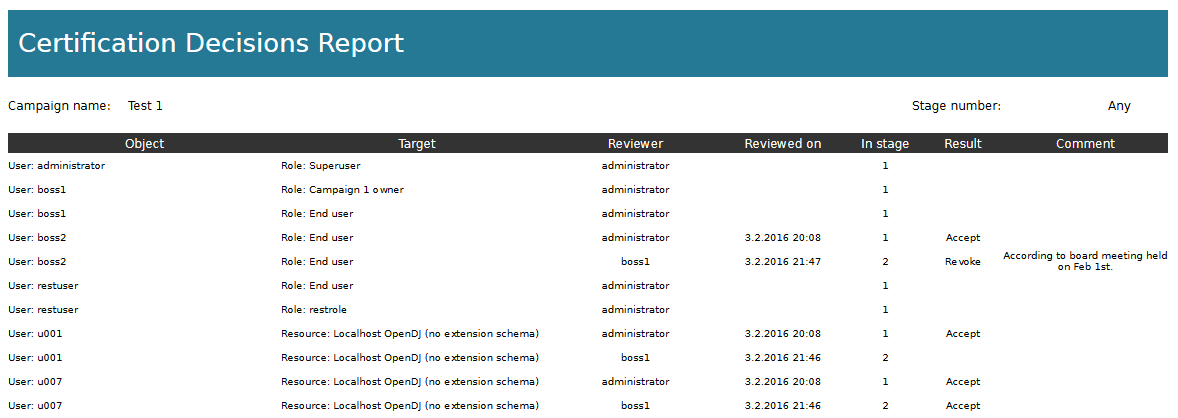 Certification Decisions Report
Campaign name: Test 1 Stage number: Any
Object Target Reviewer Reviewed on In stage Result Comment
User: administrator Role: Superuser administrator 1
User: boss1 Role: Campaign 1 owner administrator 1
User: boss1 Role: End user administrator 1
User: boss2 Role: End user administrator 3.2.2016 20:08 1 Accept
User: boss2 Role: End user boss1 3.2.2016 21:47 2 Revoke According to board meeting held
on Feb 1st.
User: restuser Role: End user administrator 1
User: restuser Role: restrole administrator 1
User: u001 Resource: Localhost OpenDJ (no extension schema) administrator 3.2.2016 20:08 1 Accept
User: u001 Resource: Localhost OpenDJ (no extension schema) boss1 3.2.2016 21:46 2
User: u007 Resource: Localhost OpenDJ (no extension schema) administrator 3.2.2016 20:08 1 Accept
User: u007 Resource: Localhost OpenDJ (no extension schema) boss1 3.2.2016 21:46 2 Accept